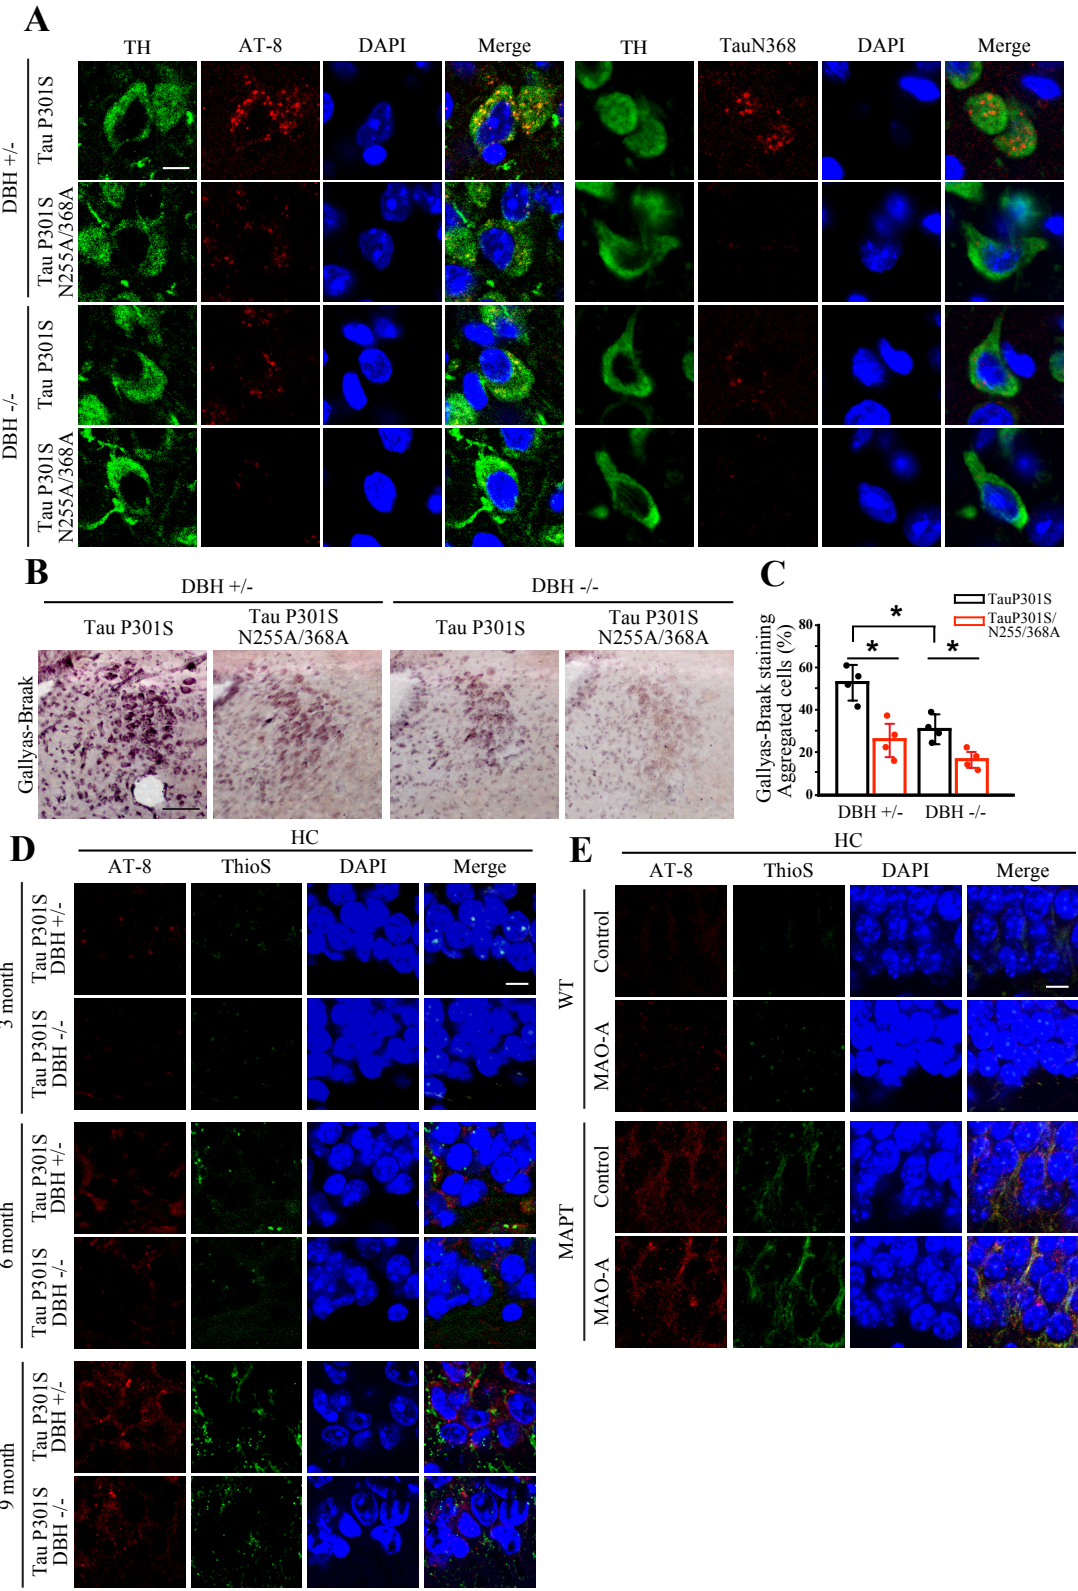 A
TH AT-8 DAPI Merge TH TauN368 DAPI Merge
DBH +/-
Tau P301S
Tau P301S
N255A/368A
DBH -/-
Tau P301S
Tau P301S
N255A/368A
B
DBH +/- DBH -/-
Tau P301S Tau P301S
N255A/368A Tau P301S Tau P301S
N255A/368A
Gallyas-Braak
C
TauP301S
TauP301S/
N255/368A
Gallyas-Braak staining
Aggregated cells (%)
80
60
40
20
0
* * *
DBH +/- DBH -/-
D
HC
AT-8 ThioS DAPI Merge
3 month
Tau P301S
DBH +/-
Tau P301S
DBH -/-
6 month
Tau P301S
DBH +/-
Tau P301S
DBH -/-
9 month
Tau P301S
DBH +/-
Tau P301S
DBH -/-
E
HC
AT-8 ThioS DAPI Merge
WT
Control
MAO-A
MAPT
Control
MAO-A